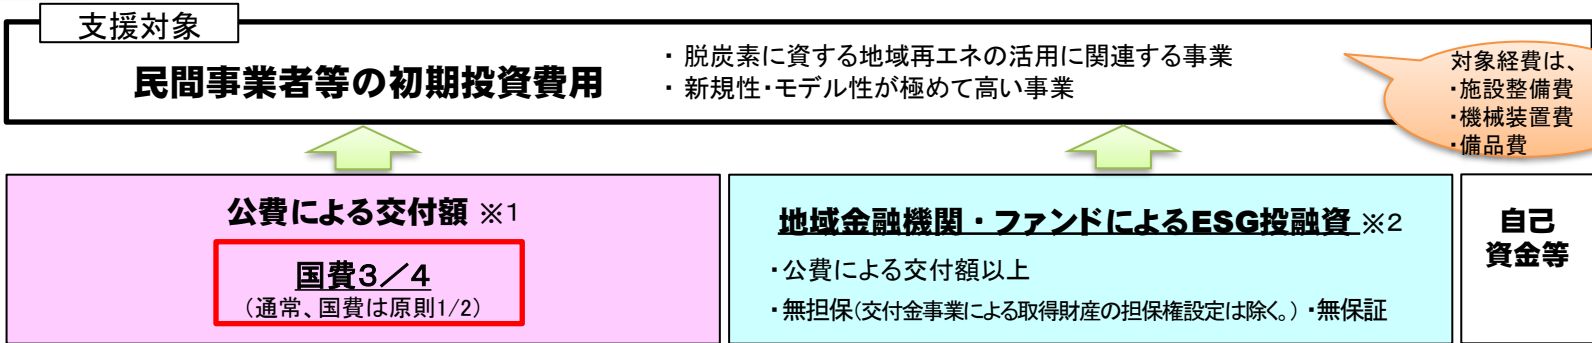 支援対象
民間事業者等の初期投資費用
・ 脱炭素に資する地域再エネの活用に関連する事業
・ 新規性・モデル性が極めて高い事業
対象経費は、
・施設整備費
・機械装置費
・備品費
公費による交付額 ※1
国費3／4
（通常、国費は原則1/2）
地域金融機関・ファンドによるESG投融資 ※2
・公費による交付額以上
・無担保（交付金事業による取得財産の担保権設定は除く。）・無保証
自己
資金等